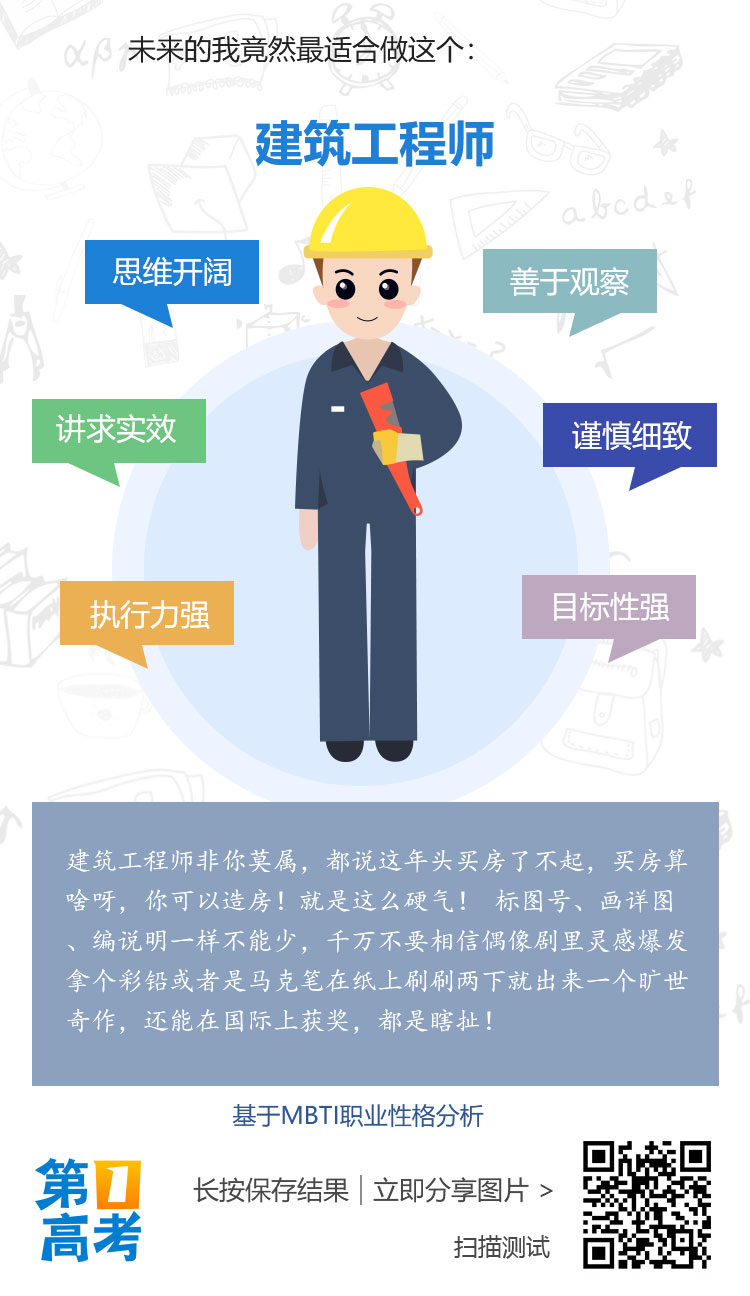 未来的我竟然最适合做这个：
建筑工程师
思维开阔
善于观察
讲求实效
谨慎细致
执行力强
目标性强
建筑工程师非你莫属，都说这年头买房了不起，买房算
啥呀，你可以造房！就是这么硬气！ 标图号、画详图
、编说明一样不能少，千万不要相信偶像剧里灵感爆发
拿个彩铅或者是马克笔在纸上刷刷两下就出来一个旷世
奇作，还能在国际上获奖，都是瞎扯！
基于MBTI职业性格分析
第1
高考
长按保存结果｜立即分享图片 >
扫描测试
αβγ
abcdef